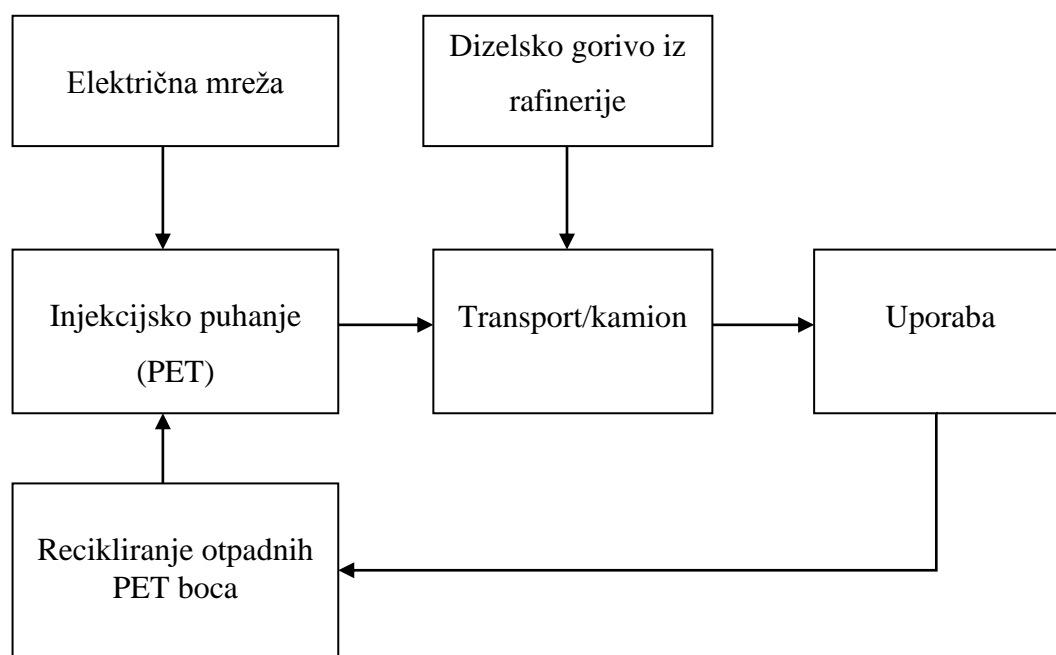 Električna mreža
Dizelsko gorivo iz
rafinerije
Injekcijsko puhanje
(PET)
Transport/kamion
Uporaba
Recikliranje otpadnih
PET boca